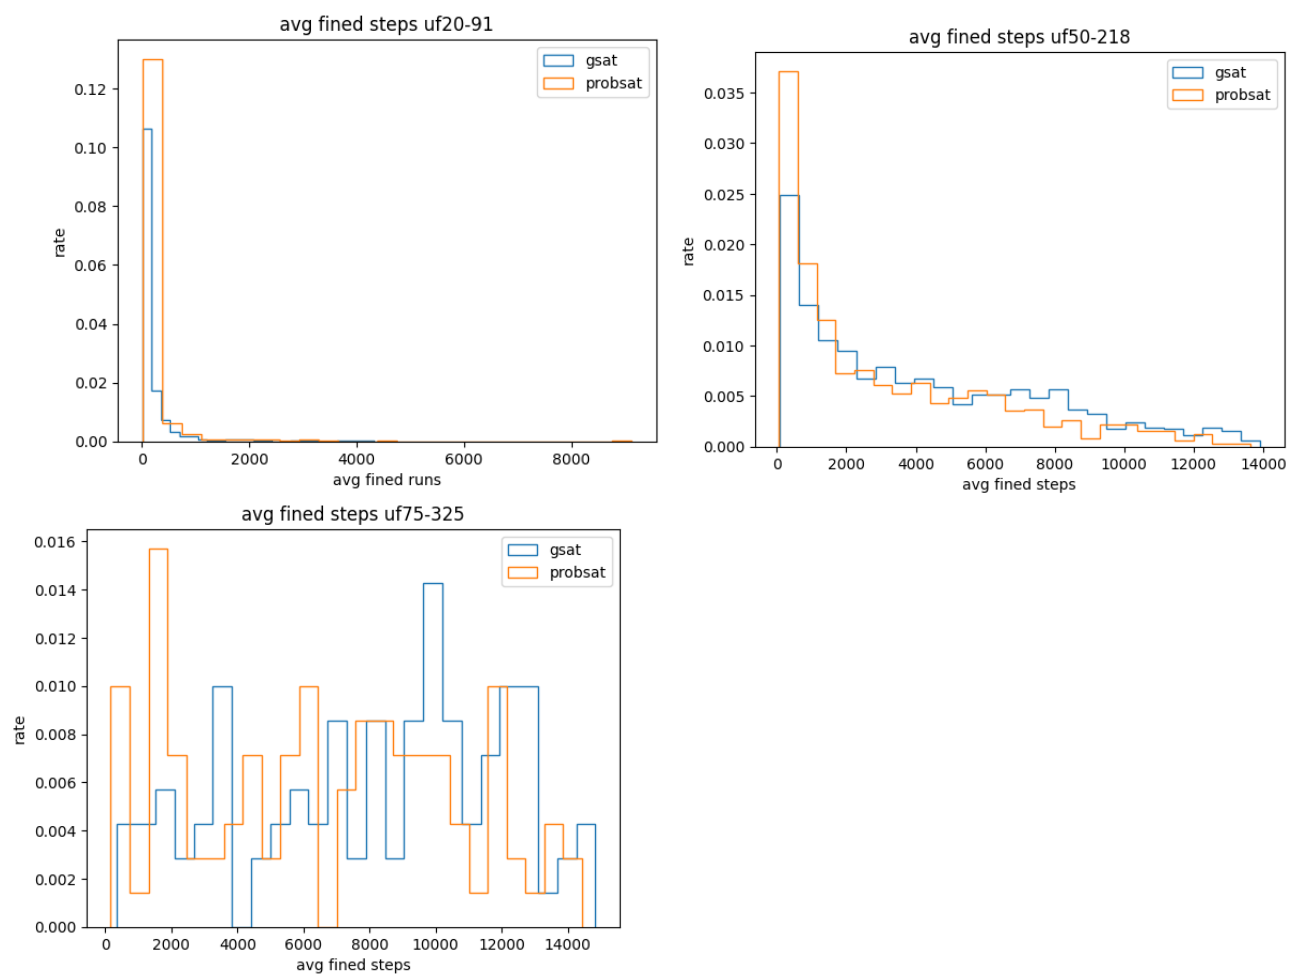 avg fined steps uf20-91
gsat
probsat
0.12
0.10
0.08
0.06
0.04
0.02
0.00
rate
0 2000 4000 6000 8000
avg fined runs
avg fined steps uf50-218
gsat
probsat
0.035
0.030
0.025
0.020
0.015
0.010
0.005
0.000
rate
0 2000 4000 6000 8000 10000 12000 14000
avg fined steps
avg fined steps uf75-325
gsat
probsat
0.016
0.014
0.012
0.010
0.008
0.006
0.004
0.002
0.000
rate
0 2000 4000 6000 8000 10000 12000 14000
avg fined steps